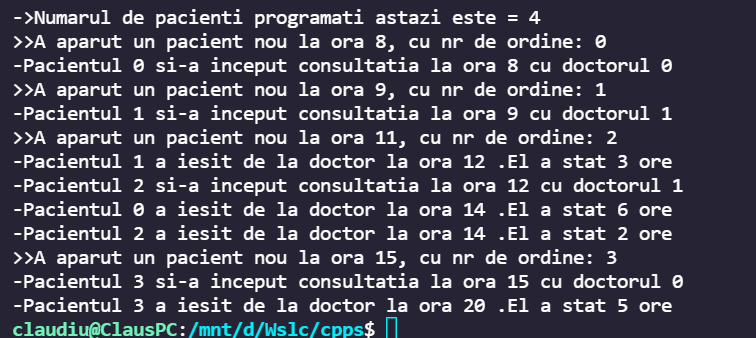 ->Numarul de pacienti programati astazi este = 4
>>A aparut un pacient nou la ora 8, cu nr de ordine: 0
-Pacientul 0 si-a inceput consultatia la ora 8 cu doctorul 0
>>A aparut un pacient nou la ora 9, cu nr de ordine: 1
-Pacientul 1 si-a inceput consultatia la ora 9 cu doctorul 1
>>A aparut un pacient nou la ora 11, cu nr de ordine: 2
-Pacientul 1 a iesit de la doctor la ora 12 .El a stat 3 ore
-Pacientul 2 si-a inceput consultatia la ora 12 cu doctorul 1
-Pacientul 0 a iesit de la doctor la ora 14 .El a stat 6 ore
-Pacientul 2 a iesit de la doctor la ora 14 .El a stat 2 ore
>>A aparut un pacient nou la ora 15, cu nr de ordine: 3
-Pacientul 3 si-a inceput consultatia la ora 15 cu doctorul 0
-Pacientul 3 a iesit de la doctor la ora 20 .El a stat 5 ore
claudiu@ClausPC:/mnt/d/Wslc/cpps$